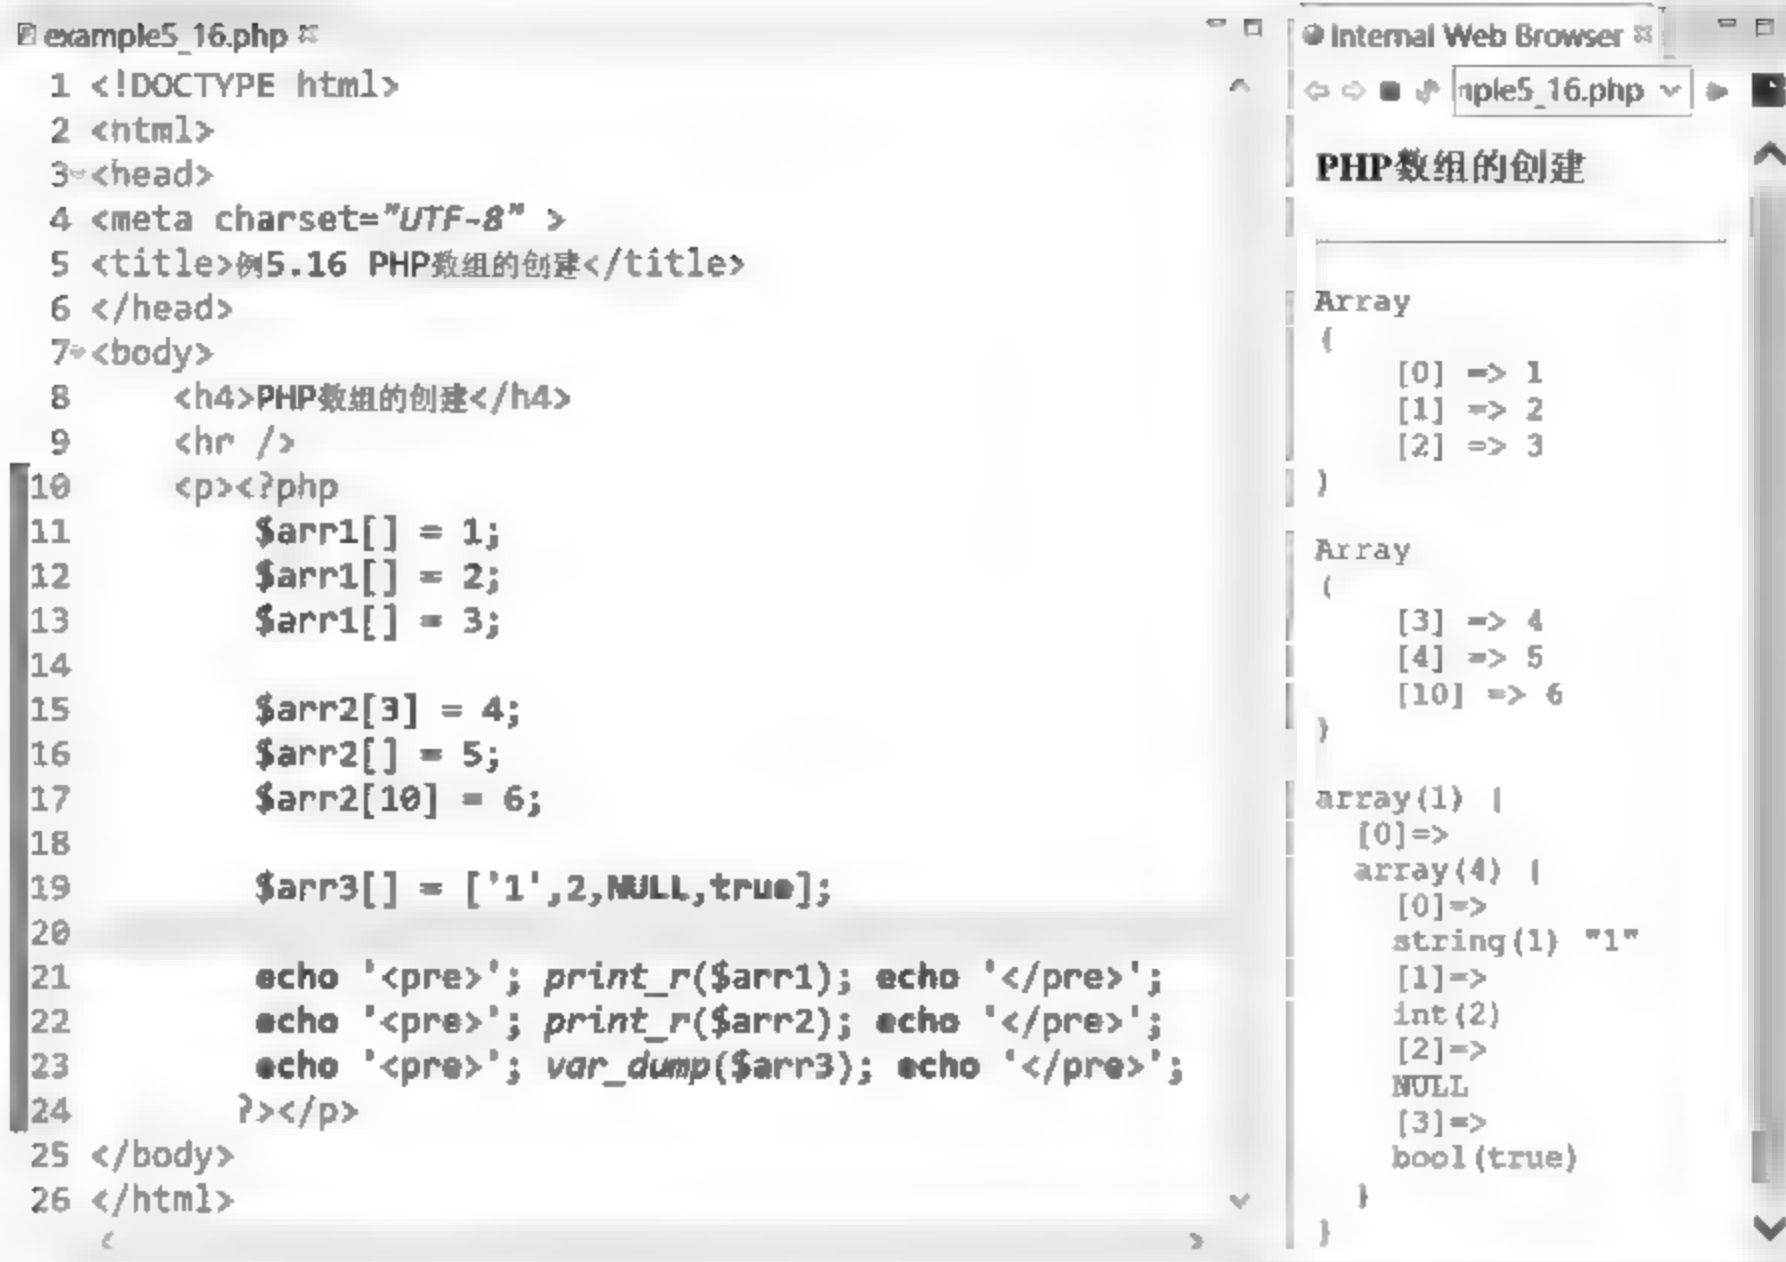 example5_16.php
1 <!DOCTYPE html>
2 <html>
3 <head>
4 <meta charset="UTF-8" >
5 <title>例5.16 PHP数组的创建</title>
6 </head>
7 <body>
8 <h4>PHP数组的创建</h4>
9 <hr />
10 <p><?php
11 $arr1[] = 1;
12 $arr1[] = 2;
13 $arr1[] = 3;
14
15 $arr2[3] = 4;
16 $arr2[] = 5;
17 $arr2[10] = 6;
18
19 $arr3[] = ['1',2,NULL,true];
20
21 echo '<pre>'; print_r($arr1); echo '</pre>';
22 echo '<pre>'; print_r($arr2); echo '</pre>';
23 echo '<pre>'; var_dump($arr3); echo '</pre>';
24 ?></p>
25 </body>
26 </html>
Internal Web Browser
mple5_16.php
PHP数组的创建
Array
(
[0] => 1
[1] => 2
[2] => 3
)
Array
(
[3] => 4
[4] => 5
[10] => 6
)
array(1) {
[0]=>
array(4) {
[0]=>
string(1) "1"
[1]=>
int(2)
[2]=>
NULL
[3]=>
bool(true)
}
}